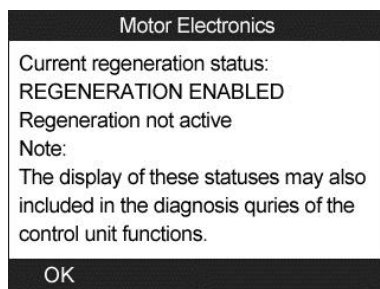 Motor Electronics
Current regeneration status:
REGENERATION ENABLED
Regeneration not active
Note:
The display of these statuses may also
included in the diagnosis quries of the
control unit functions.
OK